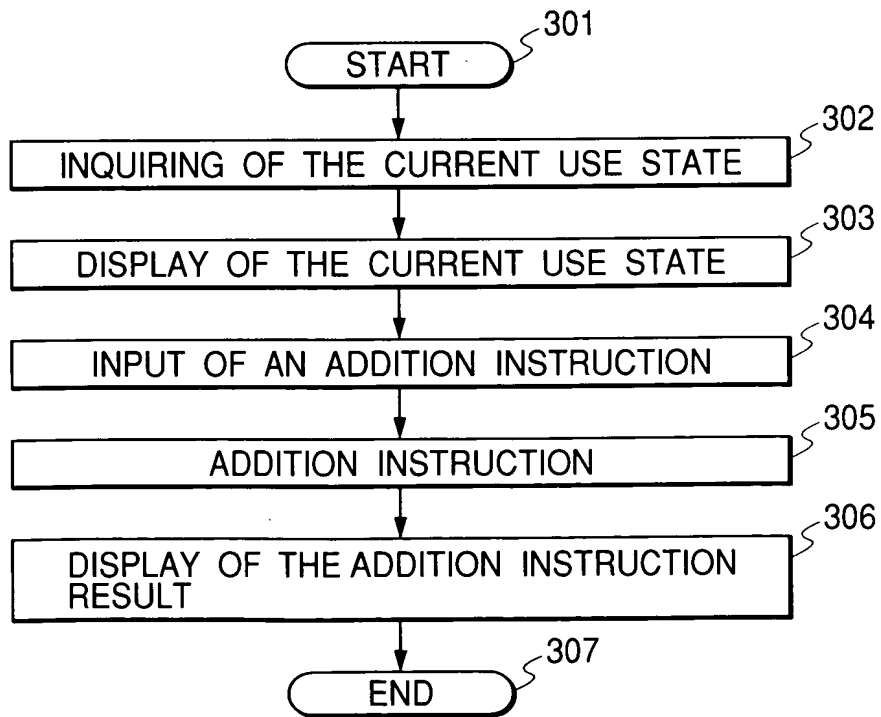 START
301
INQUIRING OF THE CURRENT USE STATE
302
DISPLAY OF THE CURRENT USE STATE
303
INPUT OF AN ADDITION INSTRUCTION
304
ADDITION INSTRUCTION
305
DISPLAY OF THE ADDITION INSTRUCTION
RESULT
306
END
307